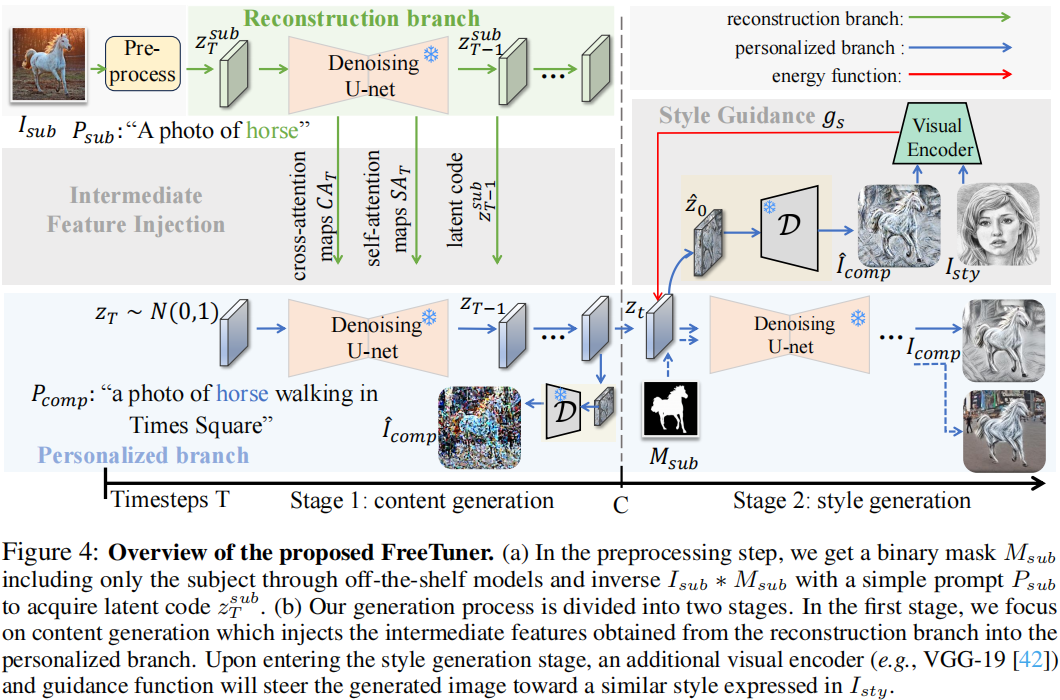 Reconstruction branch
z_T^{sub}
z_{T-1}^{sub}
Pre-
process
Denoising
U-net
...
I_{sub}
P_{sub}: “A photo of horse”
reconstruction branch:
personalized branch :
energy function:
Intermediate
Feature Injection
cross-attention
maps CA_T
self-attention
maps SA_T
latent code
z_{T-1}^{sub}
Style Guidance g_s
Visual
Encoder
ẑ_0
𝒟
Î_{comp}
I_{sty}
z_T ~ N(0,1)
Denoising
U-net
z_{T-1}
...
z_t
Denoising
U-net
...
I_{comp}
P_{comp}: “a photo of horse walking in
Times Square”
Î_{comp}
𝒟
M_{sub}
Personalized branch
Timesteps T
Stage 1: content generation
C
Stage 2: style generation
Figure 4: Overview of the proposed FreeTuner. (a) In the preprocessing step, we get a binary mask M_{sub}
including only the subject through off-the-shelf models and inverse I_{sub} * M_{sub} with a simple prompt P_{sub}
to acquire latent code z_T^{sub}. (b) Our generation process is divided into two stages. In the first stage, we focus
on content generation which injects the intermediate features obtained from the reconstruction branch into the
personalized branch. Upon entering the style generation stage, an additional visual encoder (e.g., VGG-19 [42])
and guidance function will steer the generated image toward a similar style expressed in I_{sty}.